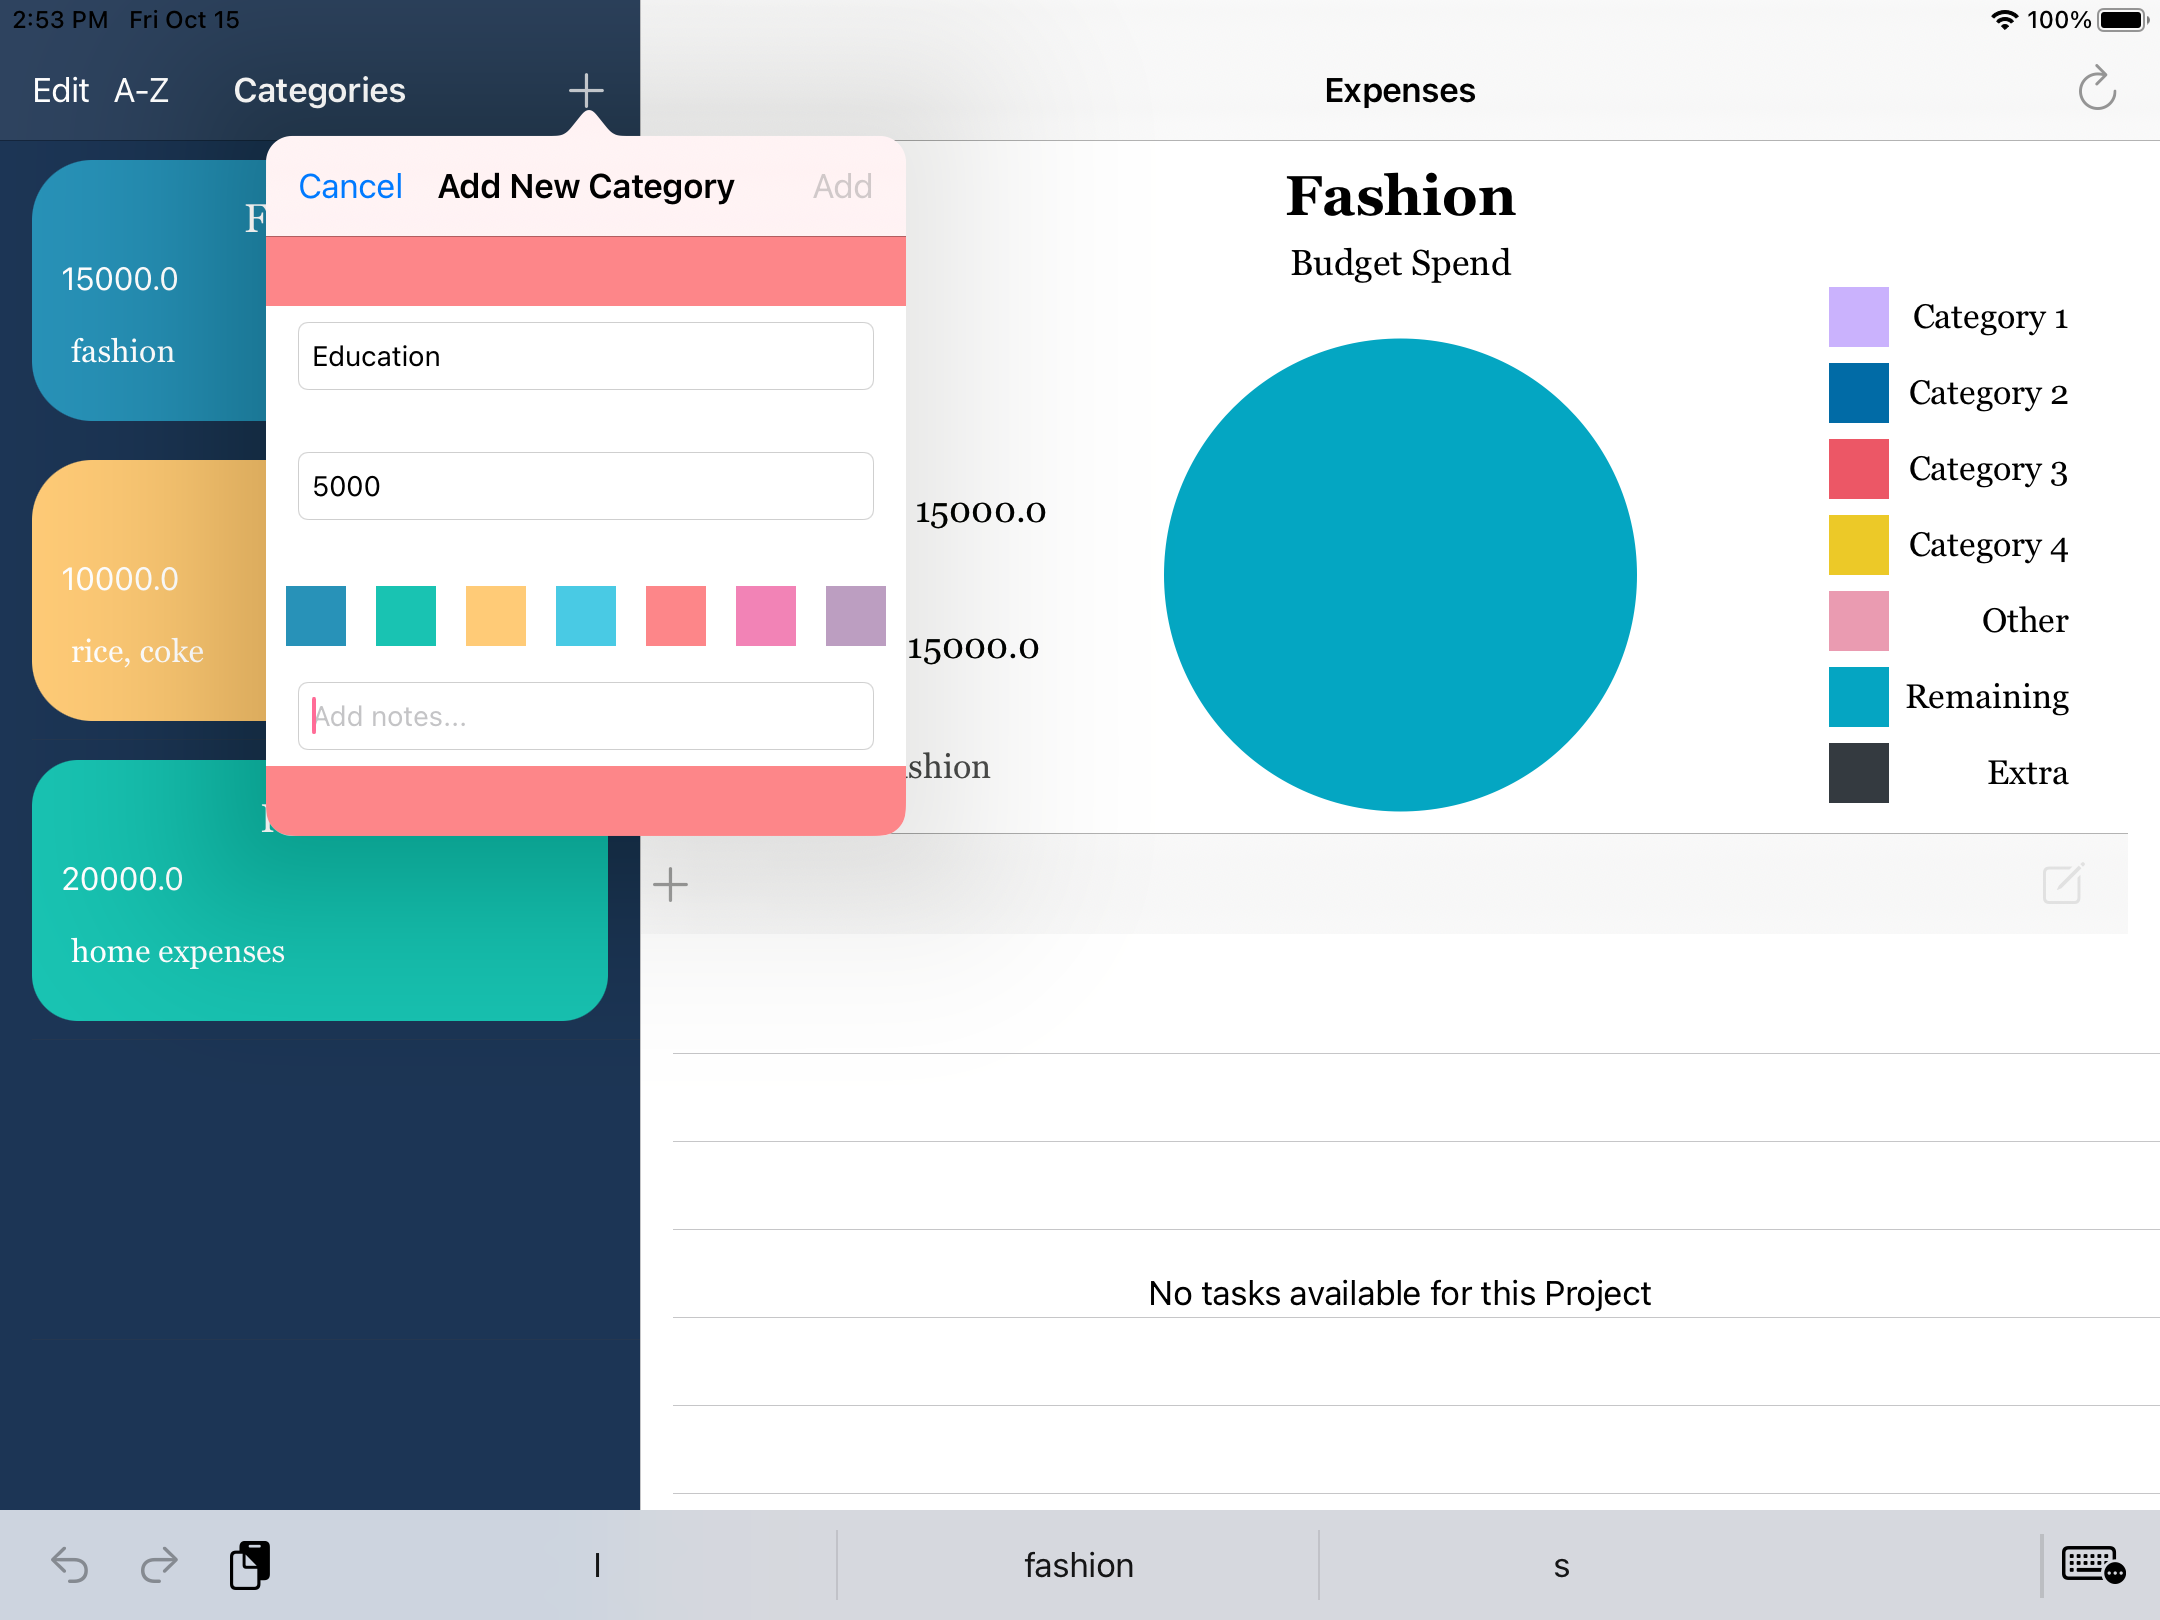 2:53 PM Fri Oct 15
100%
Edit A-Z Categories
Expenses
Cancel Add New Category Add
Education
5000
Add notes...
15000.0
fashion
10000.0
rice, coke
20000.0
home expenses
Fashion
Budget Spend
15000.0
15000.0
shion
Category 1
Category 2
Category 3
Category 4
Other
Remaining
Extra
No tasks available for this Project
I fashion s